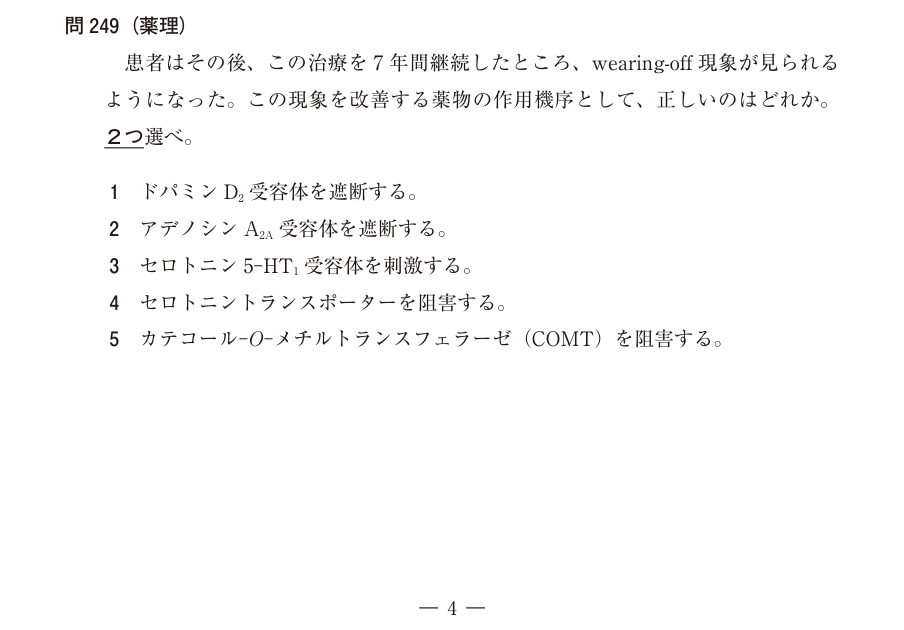 問 249（薬理）
患者はその後、この治療を７年間継続したところ、wearing-off 現象が見られる
ようになった。この現象を改善する薬物の作用機序として、正しいのはどれか。
２つ選べ。
1 ドパミン D₂ 受容体を遮断する。
2 アデノシン A₂A 受容体を遮断する。
3 セロトニン 5-HT₁ 受容体を刺激する。
4 セロトニントランスポーターを阻害する。
5 カテコール-O-メチルトランスフェラーゼ（COMT）を阻害する。
— 4 —